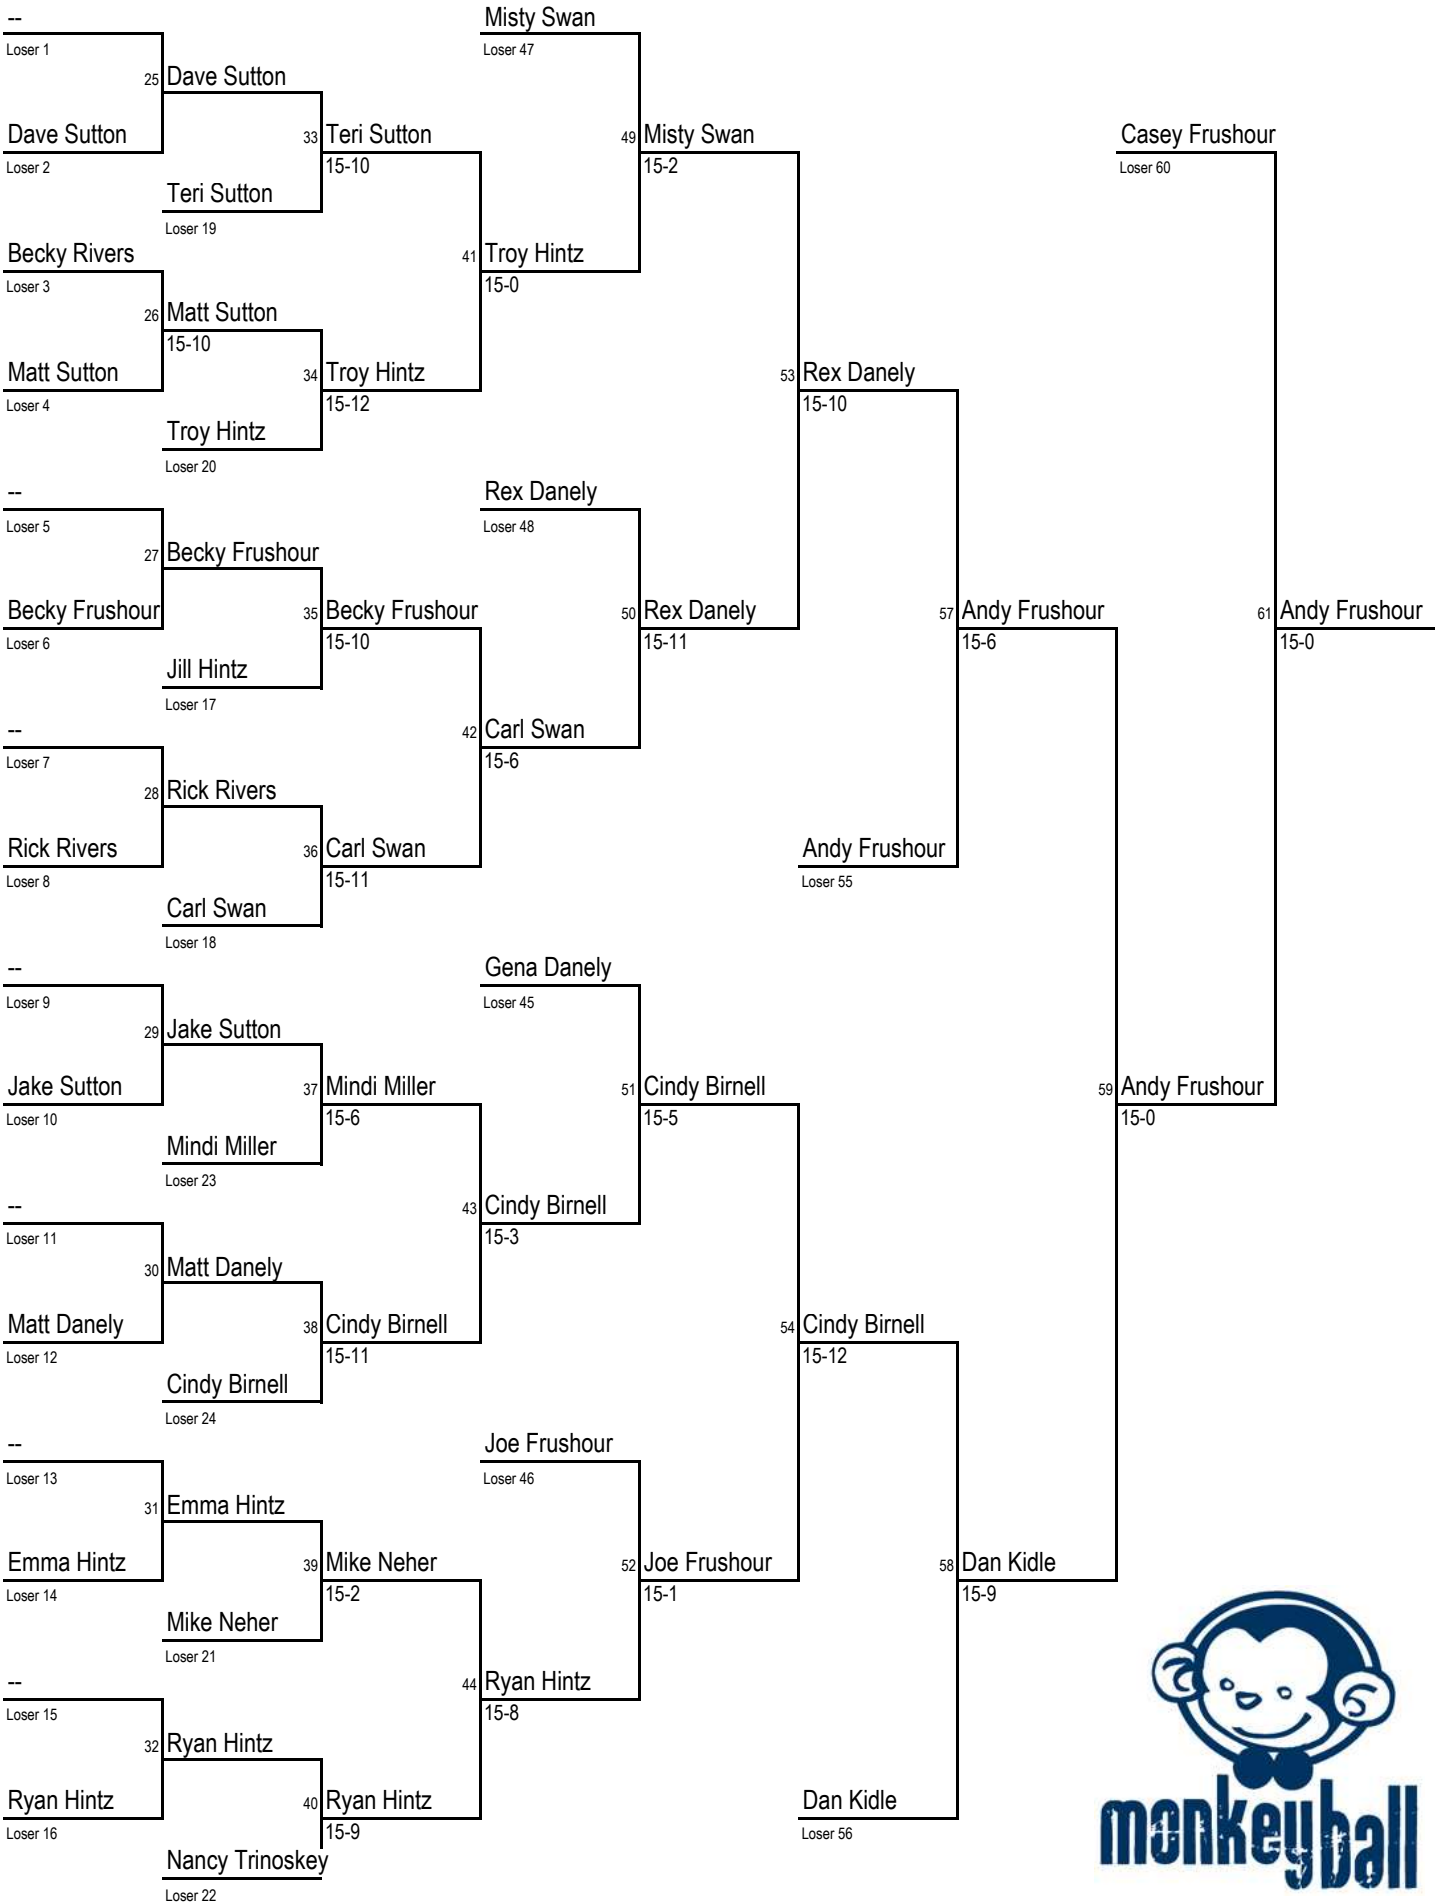 --
Misty Swan
Loser 1
Loser 47
25 Dave Sutton
Dave Sutton
33 Teri Sutton
49 Misty Swan
Casey Frushour
Loser 2
15-10
15-2
Loser 60
Teri Sutton
Loser 19
Becky Rivers
41 Troy Hintz
Loser 3
15-0
26 Matt Sutton
15-10
Matt Sutton
34 Troy Hintz
53 Rex Danely
Loser 4
15-12
15-10
Troy Hintz
Loser 20
--
Rex Danely
Loser 5
Loser 48
27 Becky Frushour
Becky Frushour
35 Becky Frushour
50 Rex Danely
57 Andy Frushour
61 Andy Frushour
Loser 6
15-10
15-11
15-6
15-0
Jill Hintz
Loser 17
--
42 Carl Swan
Loser 7
15-6
28 Rick Rivers
Rick Rivers
36 Carl Swan
Andy Frushour
Loser 8
15-11
Loser 55
Carl Swan
Loser 18
--
Gena Danely
Loser 9
Loser 45
29 Jake Sutton
Jake Sutton
37 Mindi Miller
51 Cindy Birnell
59 Andy Frushour
Loser 10
15-6
15-5
15-0
Mindi Miller
Loser 23
--
43 Cindy Birnell
Loser 11
15-3
30 Matt Danely
Matt Danely
38 Cindy Birnell
54 Cindy Birnell
Loser 12
15-11
15-12
Cindy Birnell
Loser 24
--
Joe Frushour
Loser 13
Loser 46
31 Emma Hintz
Emma Hintz
39 Mike Neher
52 Joe Frushour
58 Dan Kidle
Loser 14
15-2
15-1
15-9
Mike Neher
Loser 21
--
44 Ryan Hintz
Loser 15
15-8
32 Ryan Hintz
Ryan Hintz
40 Ryan Hintz
Dan Kidle
Loser 16
15-9
Loser 56
Nancy Trinoskey
Loser 22
monkeyball